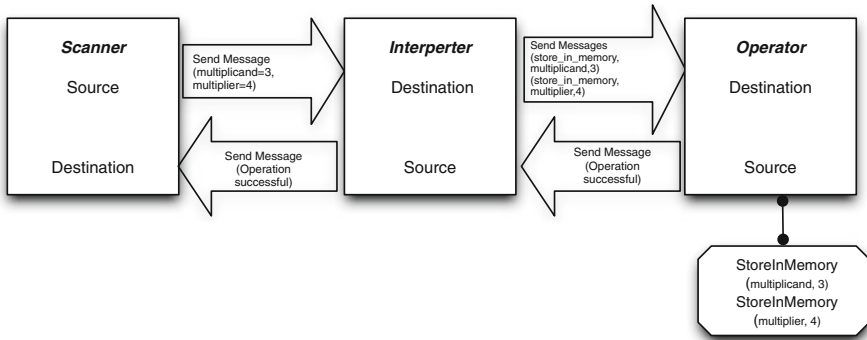 Scanner
Source
Destination
Send Message
(multiplicand=3,
multiplier=4)
Send Message
(Operation
successful)
Interperter
Destination
Source
Send Messages
(store_in_memory,
multiplicand,3)
(store_in_memory,
multiplier,4)
Send Message
(Operation
successful)
Operator
Destination
Source
StoreInMemory
(multiplicand, 3)
StoreInMemory
(multiplier, 4)